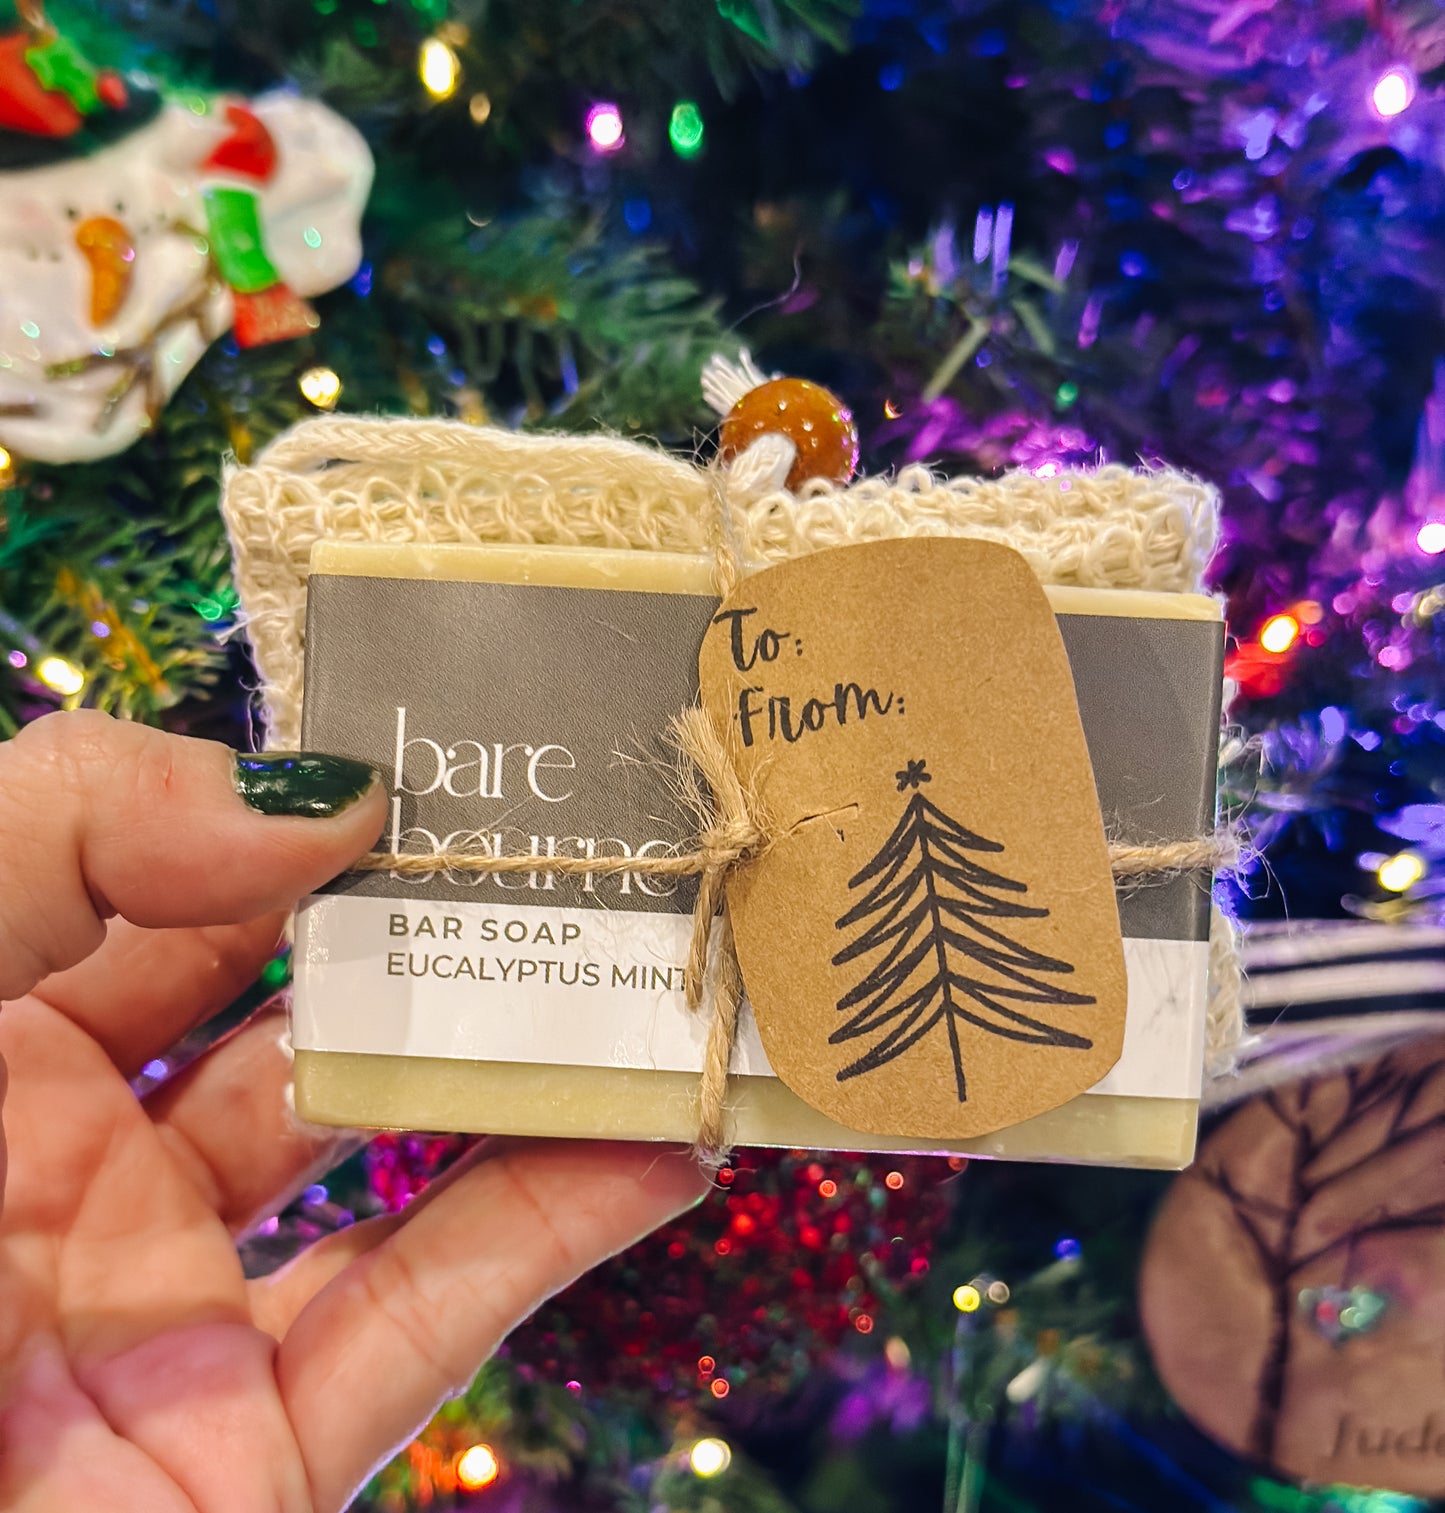 To:
From:
bare
bourne
BAR SOAP
EUCALYPTUS MINT